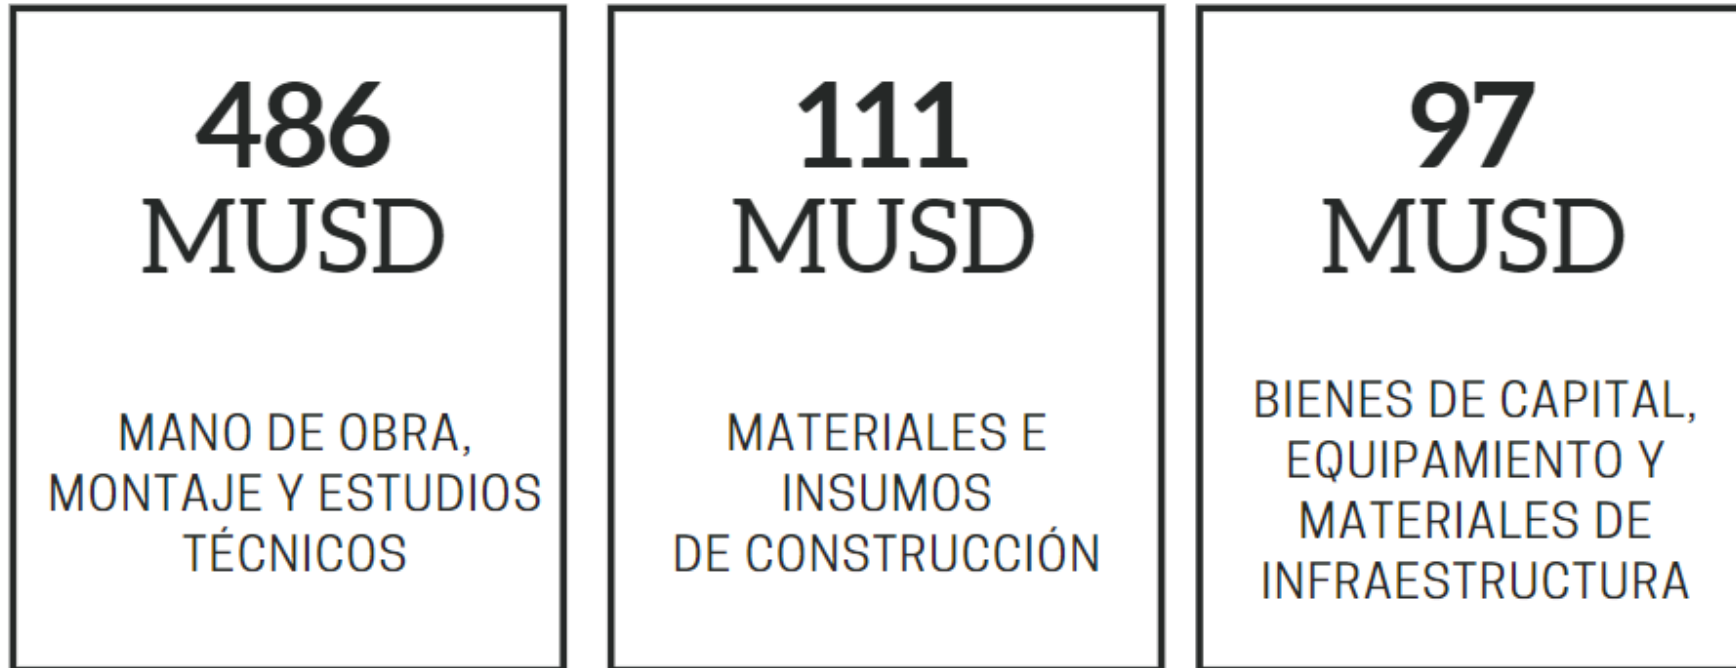 486
MUSD
MANO DE OBRA,
MONTAJE Y ESTUDIOS
TÉCNICOS
111
MUSD
MATERIALES E
INSUMOS
DE CONSTRUCCIÓN
97
MUSD
BIENES DE CAPITAL,
EQUIPAMIENTO Y
MATERIALES DE
INFRAESTRUCTURA